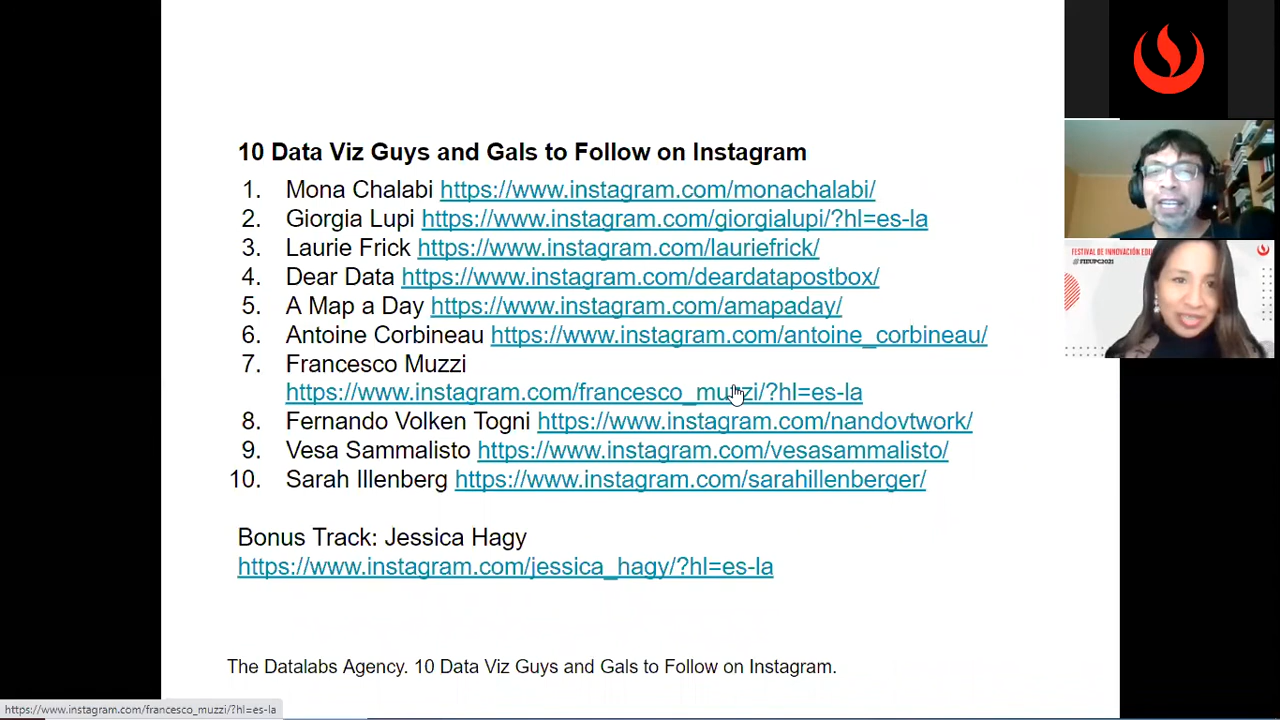 10 Data Viz Guys and Gals to Follow on Instagram
1. Mona Chalabi https://www.instagram.com/monachalabi/
2. Giorgia Lupi https://www.instagram.com/giorgialupi/?hl=es-la
3. Laurie Frick https://www.instagram.com/lauriefrick/
4. Dear Data https://www.instagram.com/deardatapostbox/
5. A Map a Day https://www.instagram.com/amapaday/
6. Antoine Corbineau https://www.instagram.com/antoine_corbineau/
7. Francesco Muzzi
https://www.instagram.com/francesco_muzzi/?hl=es-la
8. Fernando Volken Togni https://www.instagram.com/nandovtwork/
9. Vesa Sammalisto https://www.instagram.com/vesasammalisto/
10. Sarah Illenberg https://www.instagram.com/sarahillenberger/
Bonus Track: Jessica Hagy
https://www.instagram.com/jessica_hagy/?hl=es-la
The Datalabs Agency. 10 Data Viz Guys and Gals to Follow on Instagram.
https://www.instagram.com/francesco_muzzi/?hl=es-la
FESTIVAL DE INNOVACIÓN